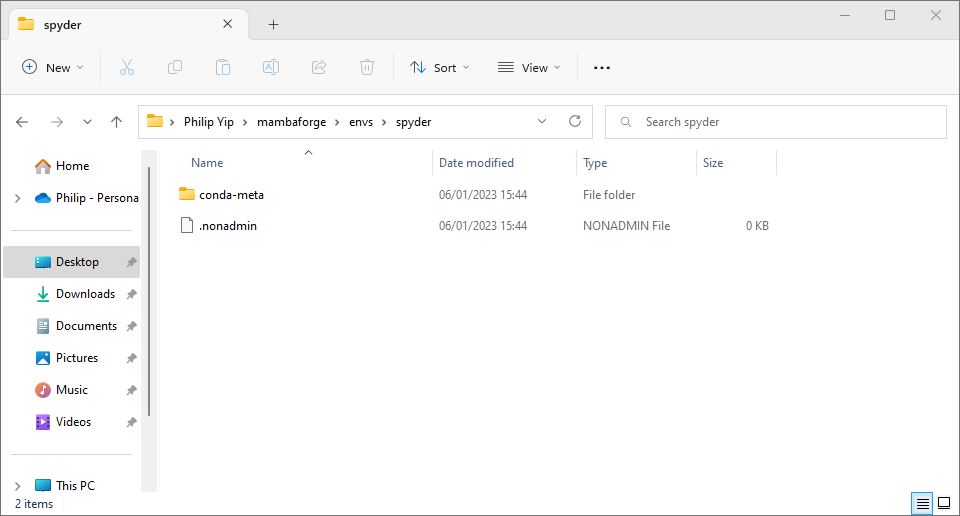 spyder
New
Sort
View
Philip Yip > mambaforge > envs > spyder
Search spyder
Home
Philip - Persona
Desktop
Downloads
Documents
Pictures
Music
Videos
This PC
Name Date modified Type Size
conda-meta 06/01/2023 15:44 File folder
.nonadmin 06/01/2023 15:44 NONADMIN File 0 KB
2 items